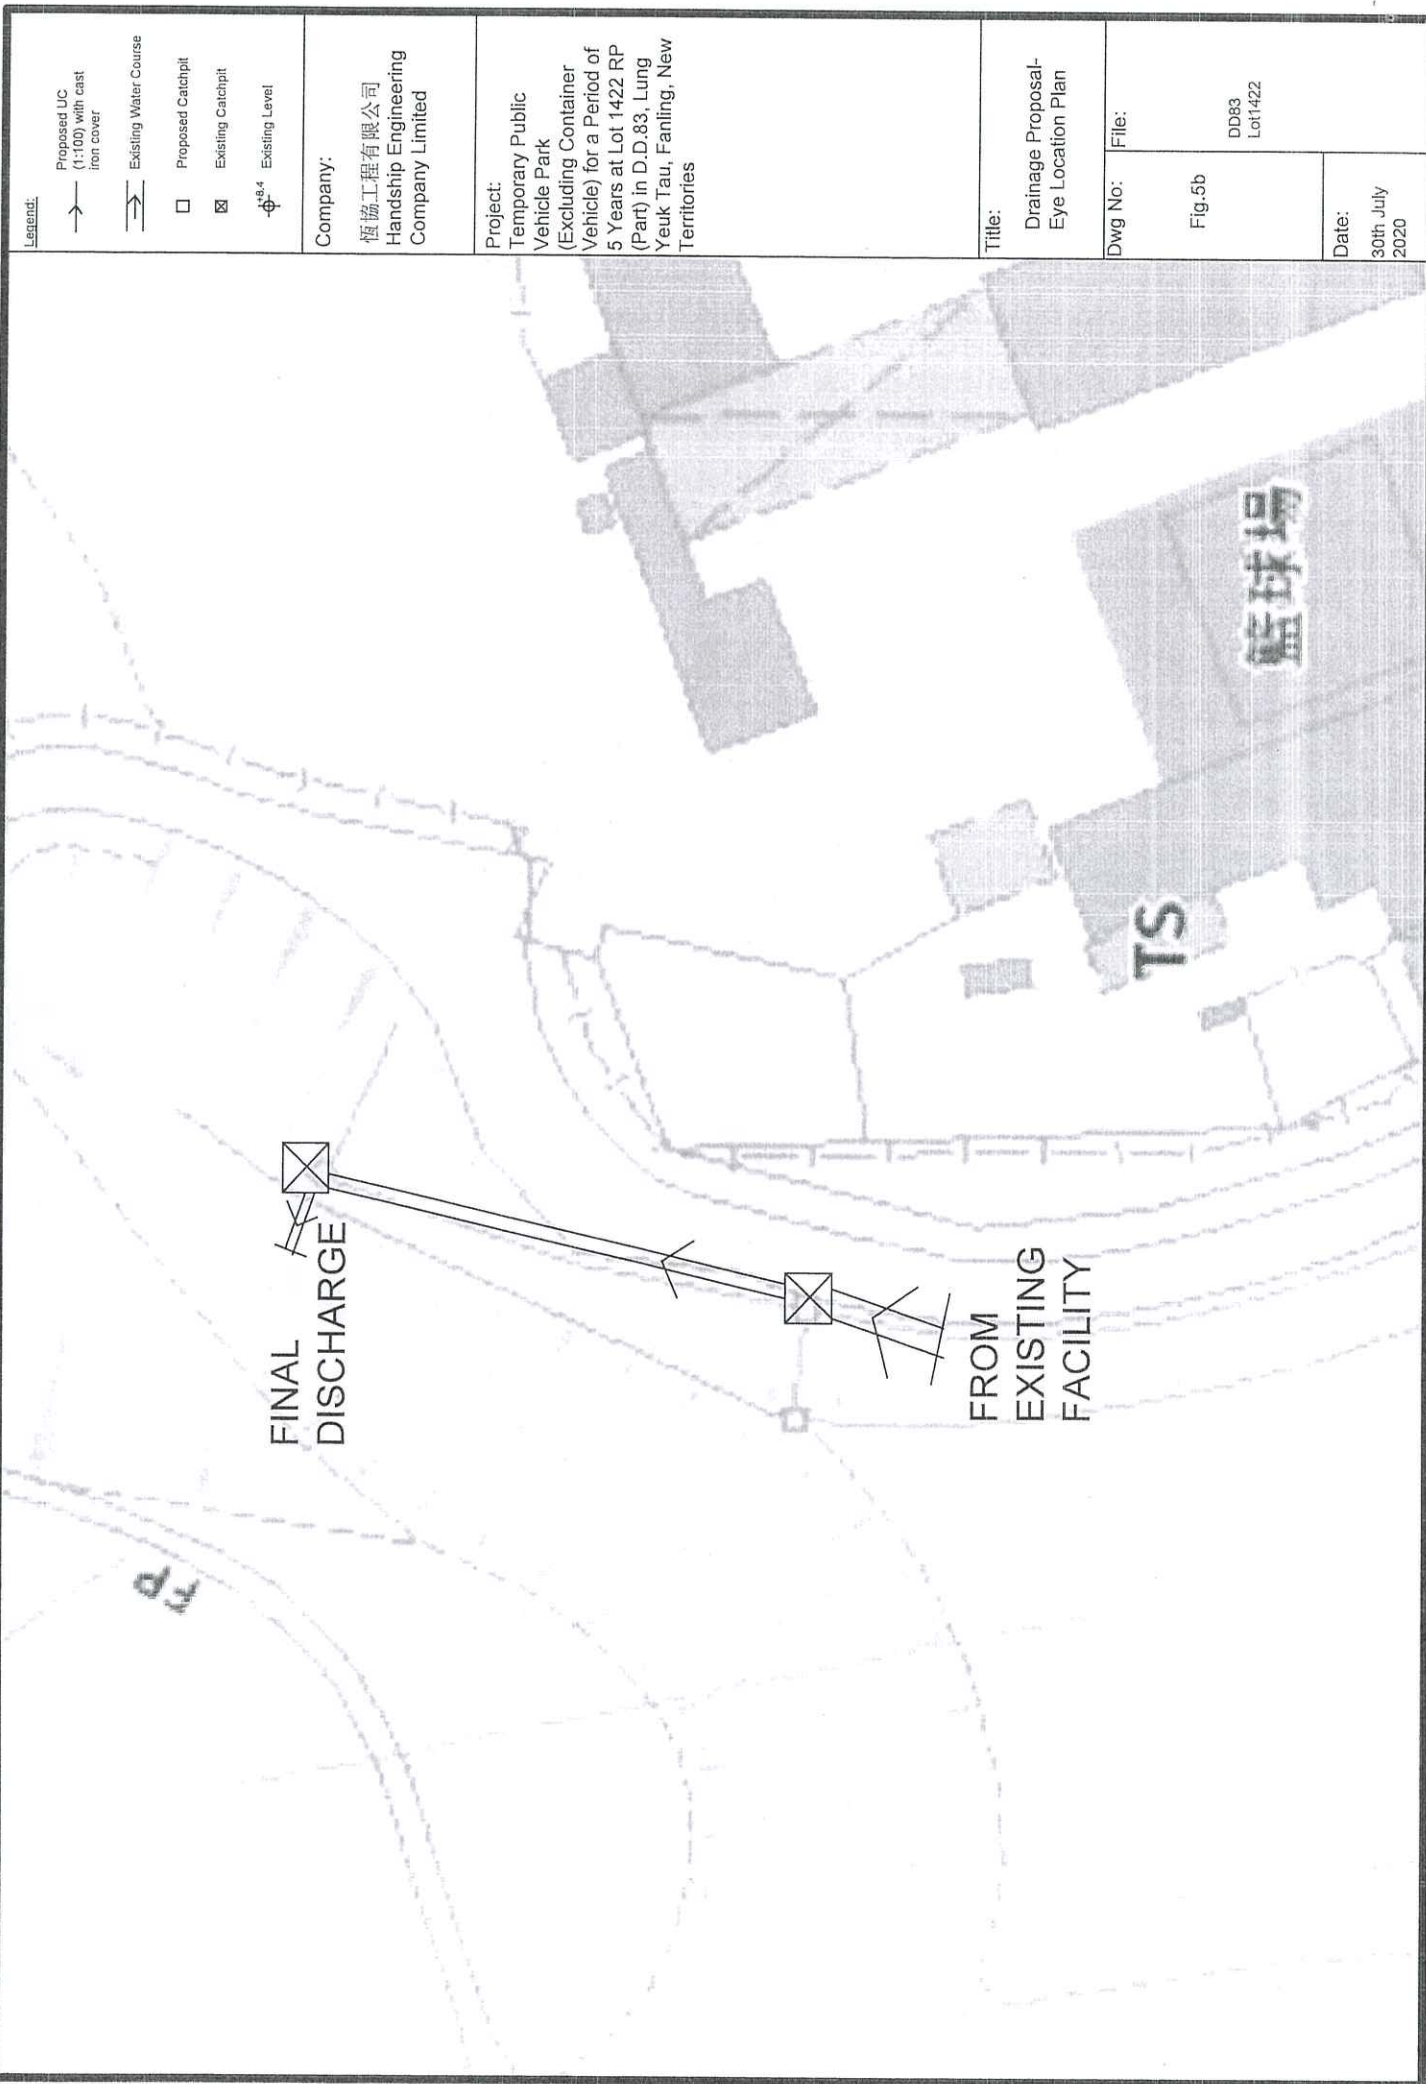 Legend:
Proposed UC
(1:100) with cast
iron cover
Existing Water Course
Proposed Catchpit
Existing Catchpit
+8.4
Existing Level
Company:
恆協工程有限公司
Handship Engineering
Company Limited
Project:
Temporary Public
Vehicle Park
(Excluding Container
Vehicle) for a Period of
5 Years at Lot 1422 RP
(Part) in D.D.83, Lung
Yeuk Tau, Fanling, New
Territories
Title:
Drainage Proposal-
Eye Location Plan
Dwg No:
Fig.5b
File:
DD83
Lot1422
Date:
30th July
2020
FINAL
DISCHARGE
FROM
EXISTING
FACILITY
TS
籃球場